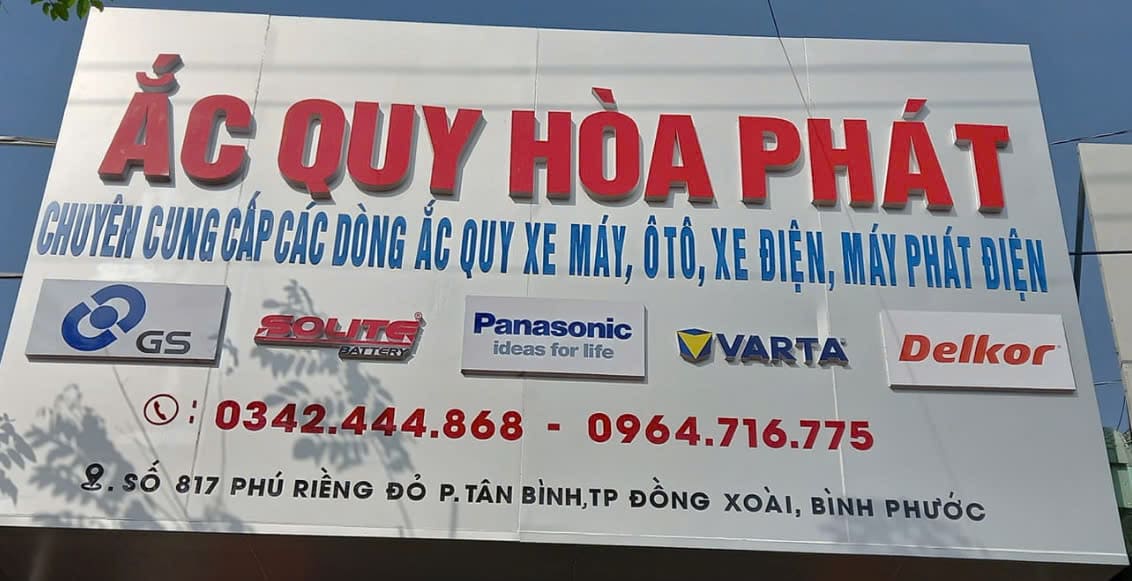 ẮC QUY HÒA PHÁT
CHUYÊN CUNG CẤP CÁC DÒNG ẮC QUY XE MÁY, ÔTÔ, XE ĐIỆN, MÁY PHÁT ĐIỆN
GS
SOLITE®
BATTERY
Panasonic
ideas for life
VARTA
Delkor
: 0342.444.868 - 0964.716.775
. SỐ 817 PHÚ RIỀNG ĐỎ P.TÂN BÌNH,TP ĐỒNG XOÀI, BÌNH PHƯỚC